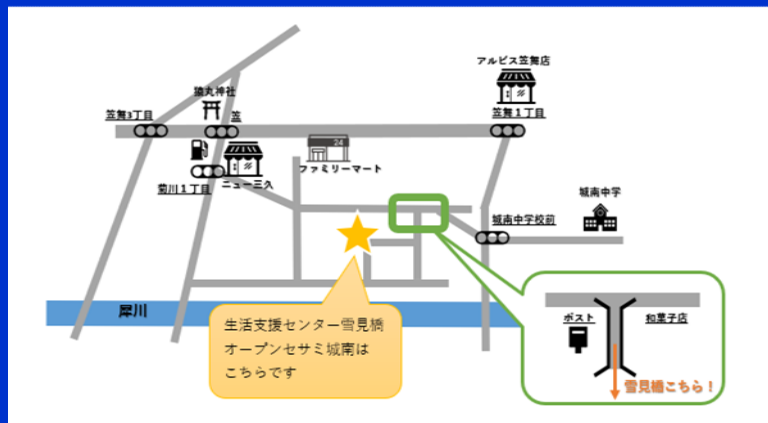 アルビス笠舞店
猿丸神社
笠舞3丁目
笠
笠舞１丁目
24
ファミリーマート
菊川１丁目
ニュー三久
城南中学
城南中学校前
犀川
生活支援センター雪見橋
オープンセサミ城南は
こちらです
ポスト
和菓子店
雪見橋こちら！